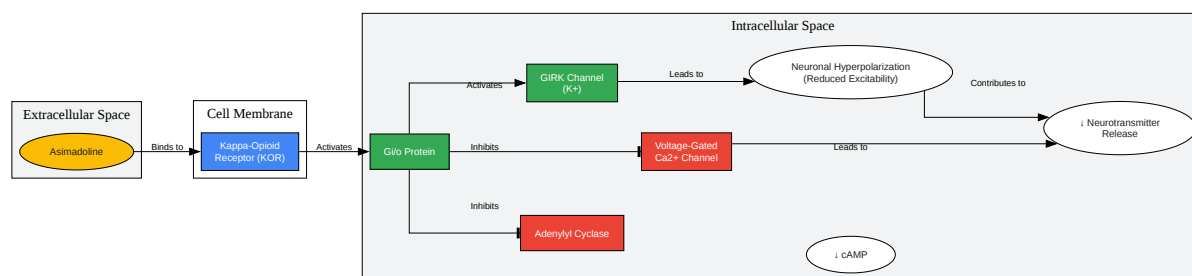 Intracellular Space
Extracellular Space
Asimadoline
Binds to
Cell Membrane
Kappa-Opioid
Receptor (KOR)
Activates
Gi/o Protein
Activates
GIRK Channel
(K+)
Leads to
Neuronal Hyperpolarization
(Reduced Excitability)
Contributes to
↓ Neurotransmitter
Release
Inhibits
Voltage-Gated
Ca2+ Channel
Leads to
Inhibits
Adenylyl Cyclase
↓ cAMP